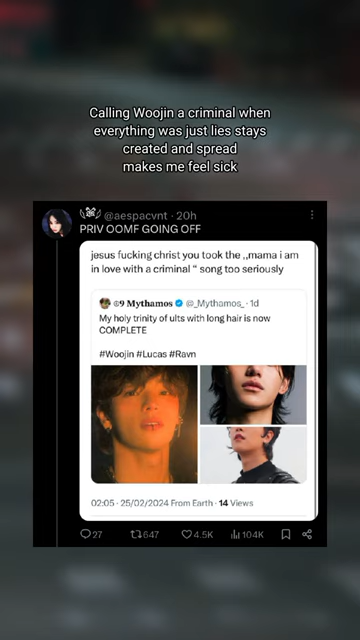 Calling Woojin a criminal when
everything was just lies stays
created and spread
makes me feel sick
@aespacvnt · 20h
PRIV OOMF GOING OFF
jesus fucking christ you took the ,,mama i am
in love with a criminal " song too seriously
69 Mythamos @_Mythamos_ · 1d
My holy trinity of ults with long hair is now
COMPLETE
#Woojin #Lucas #Ravn
02:05 · 25/02/2024 From Earth · 14 Views
27 647 4.5K 104K